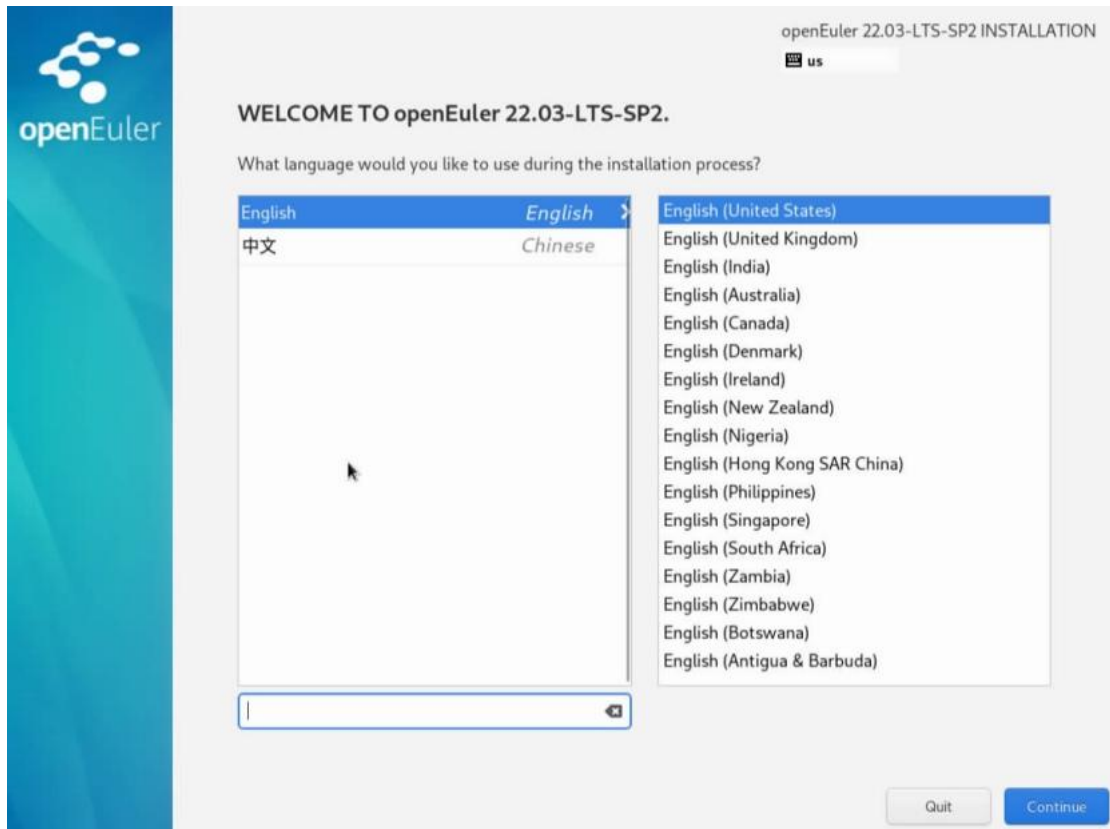 openEuler
openEuler 22.03-LTS-SP2 INSTALLATION
us
WELCOME TO openEuler 22.03-LTS-SP2.
What language would you like to use during the installation process?
English English
中文 Chinese
English (United States)
English (United Kingdom)
English (India)
English (Australia)
English (Canada)
English (Denmark)
English (Ireland)
English (New Zealand)
English (Nigeria)
English (Hong Kong SAR China)
English (Philippines)
English (Singapore)
English (South Africa)
English (Zambia)
English (Zimbabwe)
English (Botswana)
English (Antigua & Barbuda)
Quit
Continue